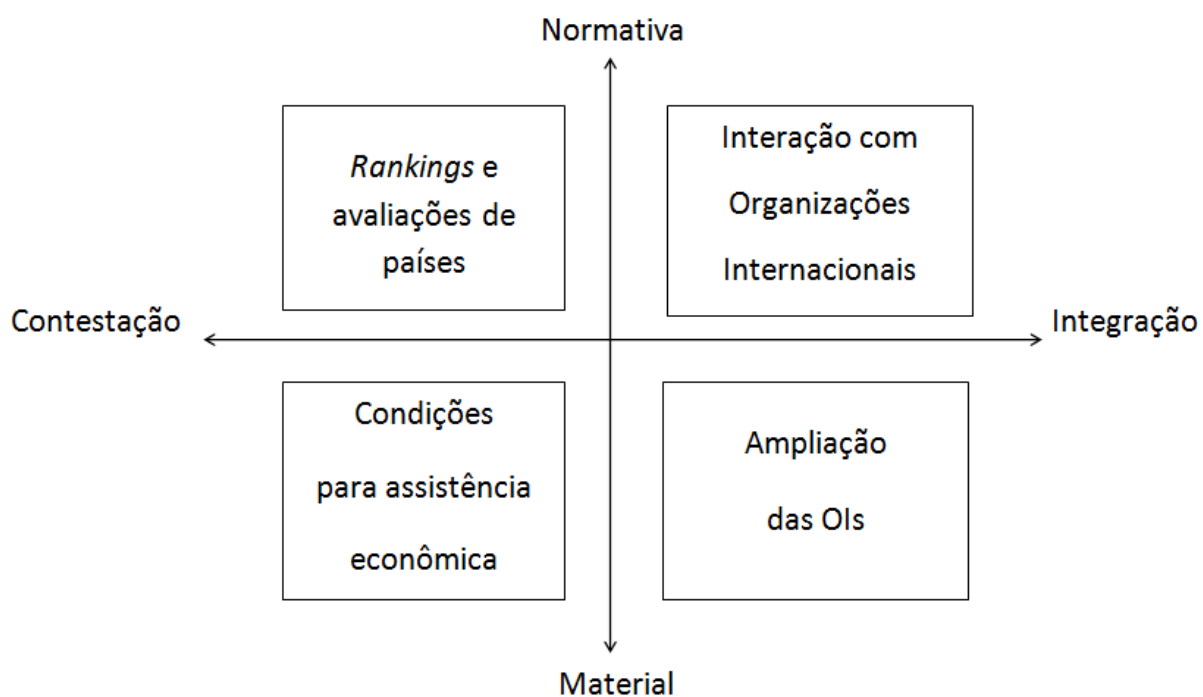 Normativa
Rankings e
avaliações de
países
Interação com
Organizações
Internacionais
Contestação
Integração
Condições
para assistência
econômica
Ampliação
das OIs
Material